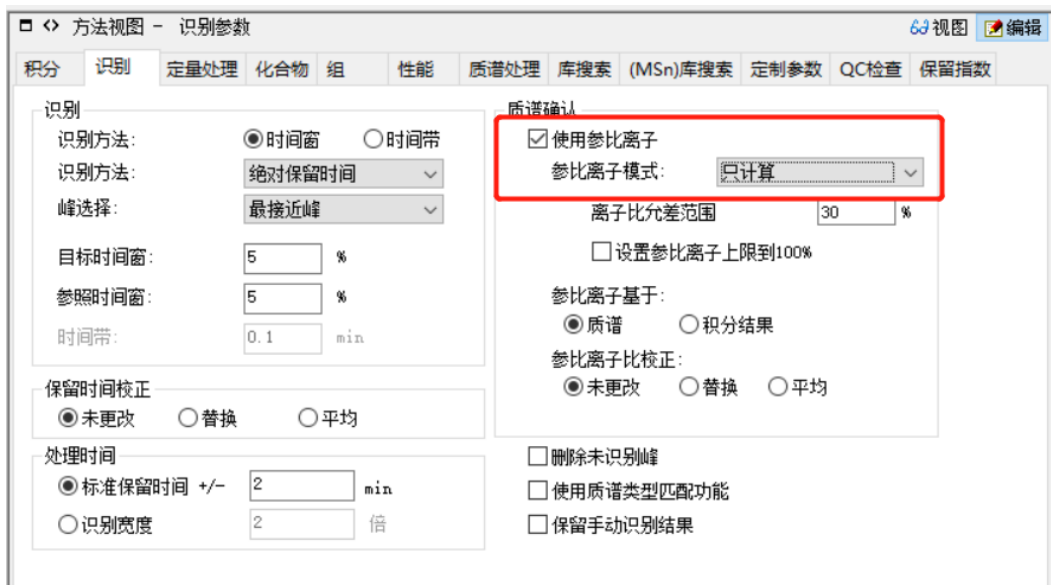 方法视图 - 识别参数
视图 编辑
积分 识别 定量处理 化合物 组 性能 质谱处理 库搜索 (MSn)库搜索 定制参数 QC检查 保留指数
识别
识别方法: 时间窗 时间带
识别方法: 绝对保留时间
峰选择: 最接近峰
目标时间窗: 5 %
参照时间窗: 5 %
时间带: 0.1 min
保留时间校正
未更改 替换 平均
处理时间
标准保留时间 +/- 2 min
识别宽度 2 倍
质谱确认
使用参比离子
参比离子模式: 只计算
离子比允差范围 30 %
设置参比离子上限到100%
参比离子基于:
质谱 积分结果
参比离子比校正:
未更改 替换 平均
删除未识别峰
使用质谱类型匹配功能
保留手动识别结果